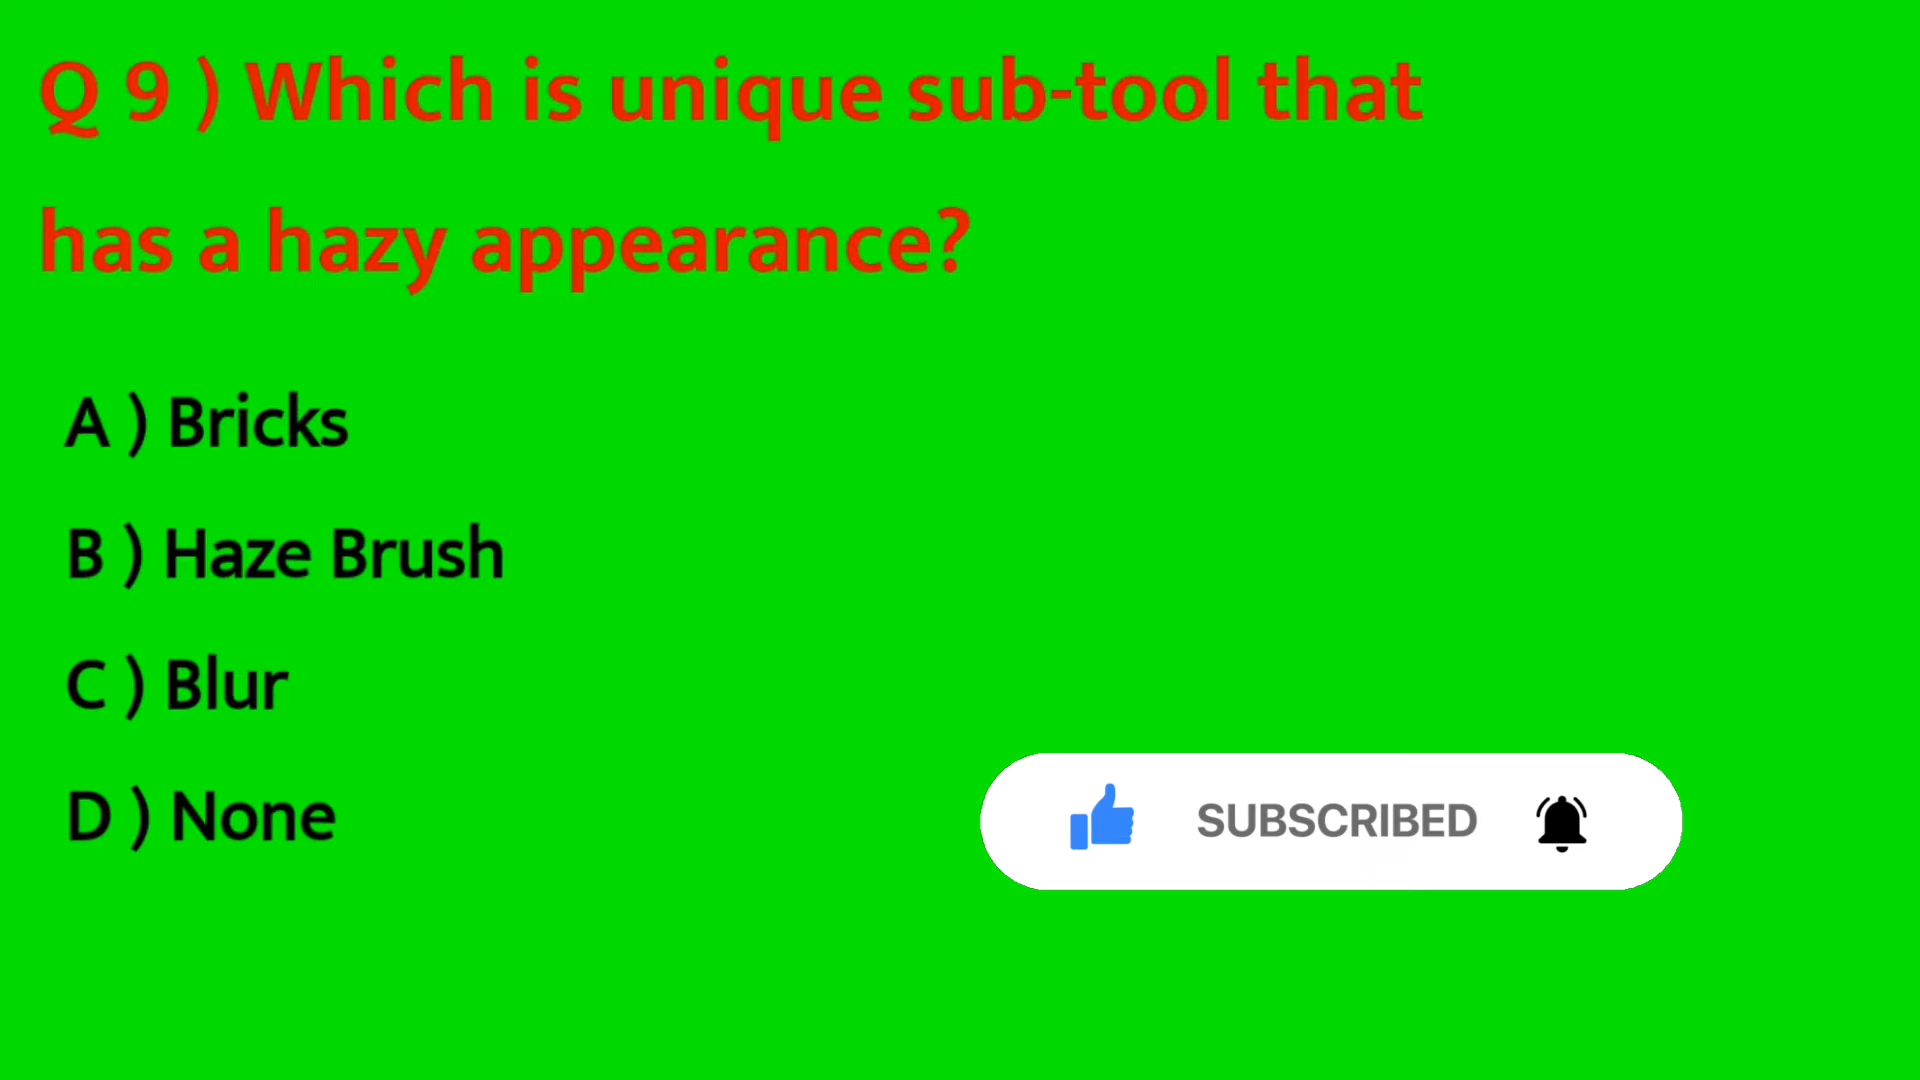 Q 9 ) Which is unique sub-tool that
has a hazy appearance?
A ) Bricks
B ) Haze Brush
C ) Blur
D ) None
SUBSCRIBED